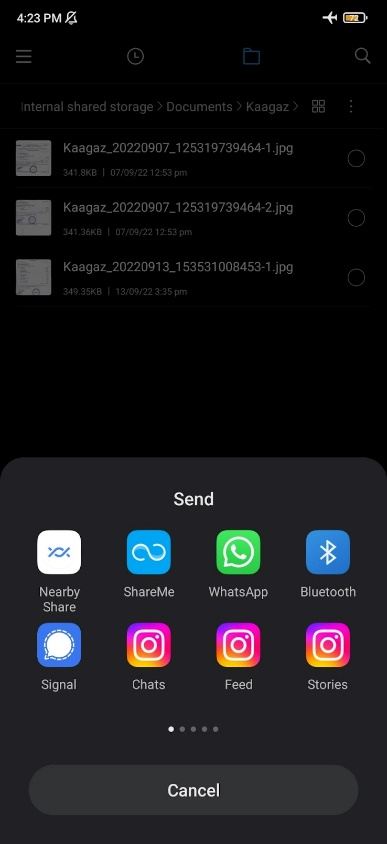 4:23 PM
72
Internal shared storage > Documents > Kaagaz >
Kaagaz_20220907_125319739464-1.jpg
341.8KB | 07/09/22 12:53 pm
Kaagaz_20220907_125319739464-2.jpg
341.36KB | 07/09/22 12:53 pm
Kaagaz_20220913_153531008453-1.jpg
349.35KB | 13/09/22 3:35 pm
Send
Nearby Share ShareMe WhatsApp Bluetooth
Signal Chats Feed Stories
Cancel